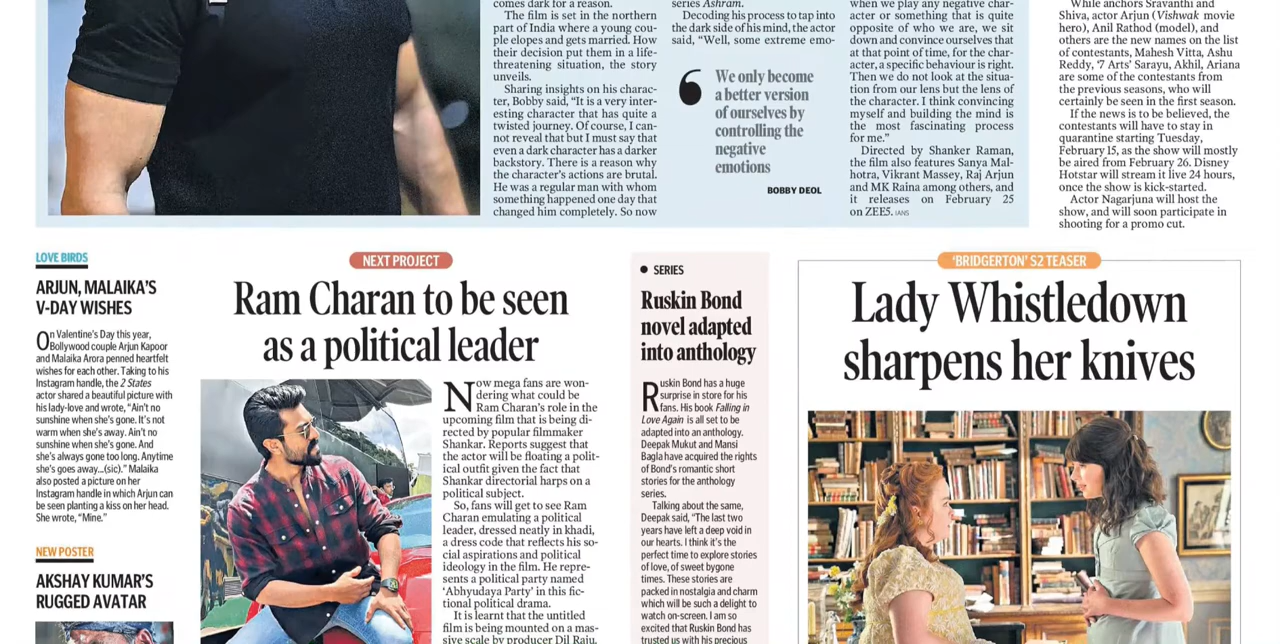 comes dark for a reason.
The film is set in the northern
part of India where a young cou-
ple elopes and gets married. How
their decision put them in a life-
threatening situation, the story
unveils.
Sharing insights on his charac-
ter, Bobby said, “It is a very inter-
esting character that has quite a
twisted journey. Of course, I can-
not reveal that but I must say that
even a dark character has a darker
backstory. There is a reason why
the character’s actions are brutal.
He was a regular man with whom
something happened one day that
changed him completely. So now
series Ashram.
Decoding his process to tap into
the dark side of his mind, the actor
said, “Well, some extreme emo-
We only become
a better version
of ourselves by
controlling the
negative
emotions
BOBBY DEOL
when we play any negative char-
acter or something that is quite
opposite of who we are, we sit
down and convince ourselves that
at that point of time, for the char-
acter, a specific behaviour is right.
Then we do not look at the situa-
tion from our lens but the lens of
the character. I think convincing
myself and building the mind is
the most fascinating process
for me.”
Directed by Shanker Raman,
the film also features Sanya Mal-
hotra, Vikrant Massey, Raj Arjun
and MK Raina among others, and
it releases on February 25
on ZEE5. IANS
While anchors Sravanthi and
Shiva, actor Arjun (Vishwak movie
hero), Anil Rathod (model), and
others are the new names on the list
of contestants, Mahesh Vitta, Ashu
Reddy, ‘7 Arts’ Sarayu, Akhil, Ariana
are some of the contestants from
the previous seasons, who will
certainly be seen in the first season.
If the news is to be believed, the
contestants will have to stay in
quarantine starting Tuesday,
February 15, as the show will mostly
be aired from February 26. Disney
Hotstar will stream it live 24 hours,
once the show is kick-started.
Actor Nagarjuna will host the
show, and will soon participate in
shooting for a promo cut.
LOVE BIRDS
ARJUN, MALAIKA’S
V-DAY WISHES
On Valentine’s Day this year,
Bollywood couple Arjun Kapoor
and Malaika Arora penned heartfelt
wishes for each other. Taking to his
Instagram handle, the 2 States
actor shared a beautiful picture with
his lady-love and wrote, “Ain’t no
sunshine when she’s gone. It’s not
warm when she’s away. Ain’t no
sunshine when she’s gone. And
she’s always gone too long. Anytime
she’s goes away...(sic).” Malaika
also posted a picture on her
Instagram handle in which Arjun can
be seen planting a kiss on her head.
She wrote, “Mine.”
NEW POSTER
AKSHAY KUMAR’S
RUGGED AVATAR
NEXT PROJECT
Ram Charan to be seen
as a political leader
Now mega fans are won-
dering what could be
Ram Charan’s role in the
upcoming film that is being di-
rected by popular filmmaker
Shankar. Reports suggest that
the actor will be floating a polit-
ical outfit given the fact that
Shankar directorial harps on a
political subject.
So, fans will get to see Ram
Charan emulating a political
leader, dressed neatly in khadi,
a dress code that reflects his so-
cial aspirations and political
ideology in the film. He repre-
sents a political party named
‘Abhyudaya Party’ in this fic-
tional political drama.
It is learnt that the untitled
film is being mounted on a mas-
sive scale by producer Dil Raju.
SERIES
Ruskin Bond
novel adapted
into anthology
Ruskin Bond has a huge
surprise in store for his
fans. His book Falling in
Love Again is all set to be
adapted into an anthology.
Deepak Mukut and Mansi
Bagla have acquired the rights
of Bond’s romantic short
stories for the anthology
series.
Talking about the same,
Deepak said, “The last two
years have left a deep void in
our hearts. I think it’s the
perfect time to explore stories
of love, of sweet bygone
times. These stories are
packed in nostalgia and charm
which will be such a delight to
watch on-screen. I am so
excited that Ruskin Bond has
trusted us with his precious
‘BRIDGERTON’ S2 TEASER
Lady Whistledown
sharpens her knives